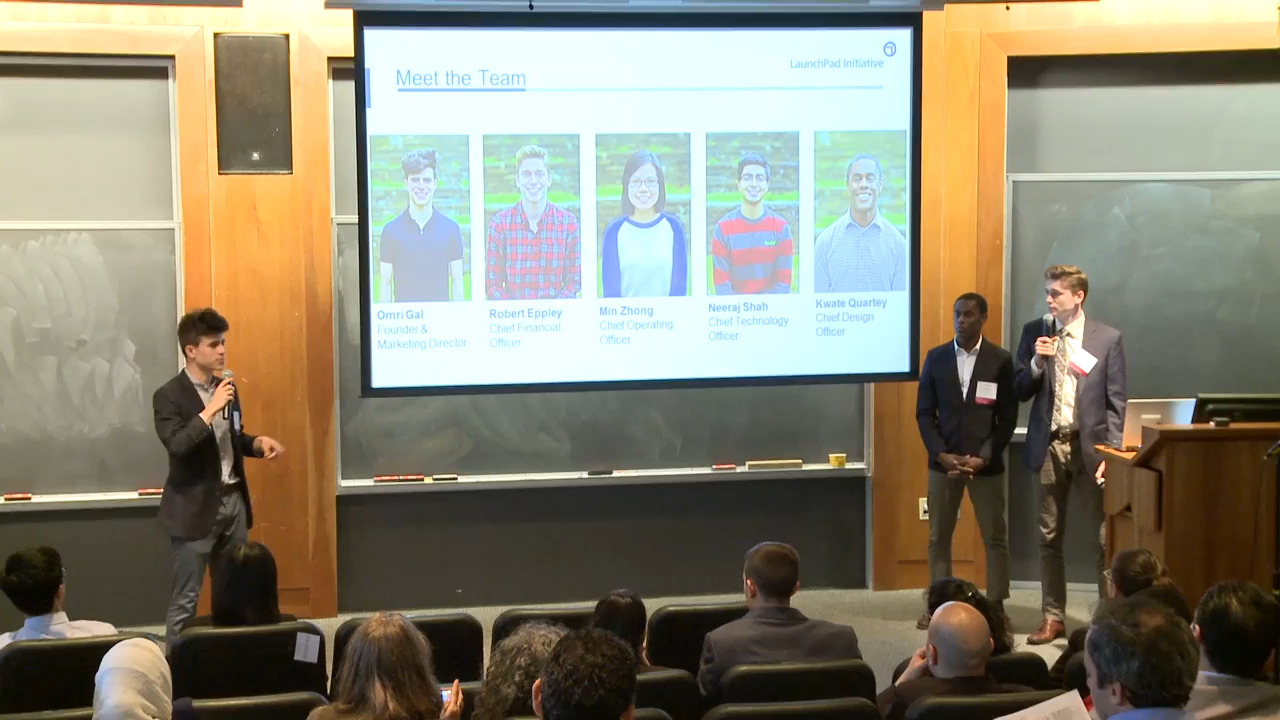 LaunchPad Initiative
Meet the Team
Omri Gal
Founder &
Marketing Director
Robert Eppley
Chief Financial
Officer
Min Zhong
Chief Operating
Officer
Neeraj Shah
Chief Technology
Officer
Kwate Quartey
Chief Design
Officer